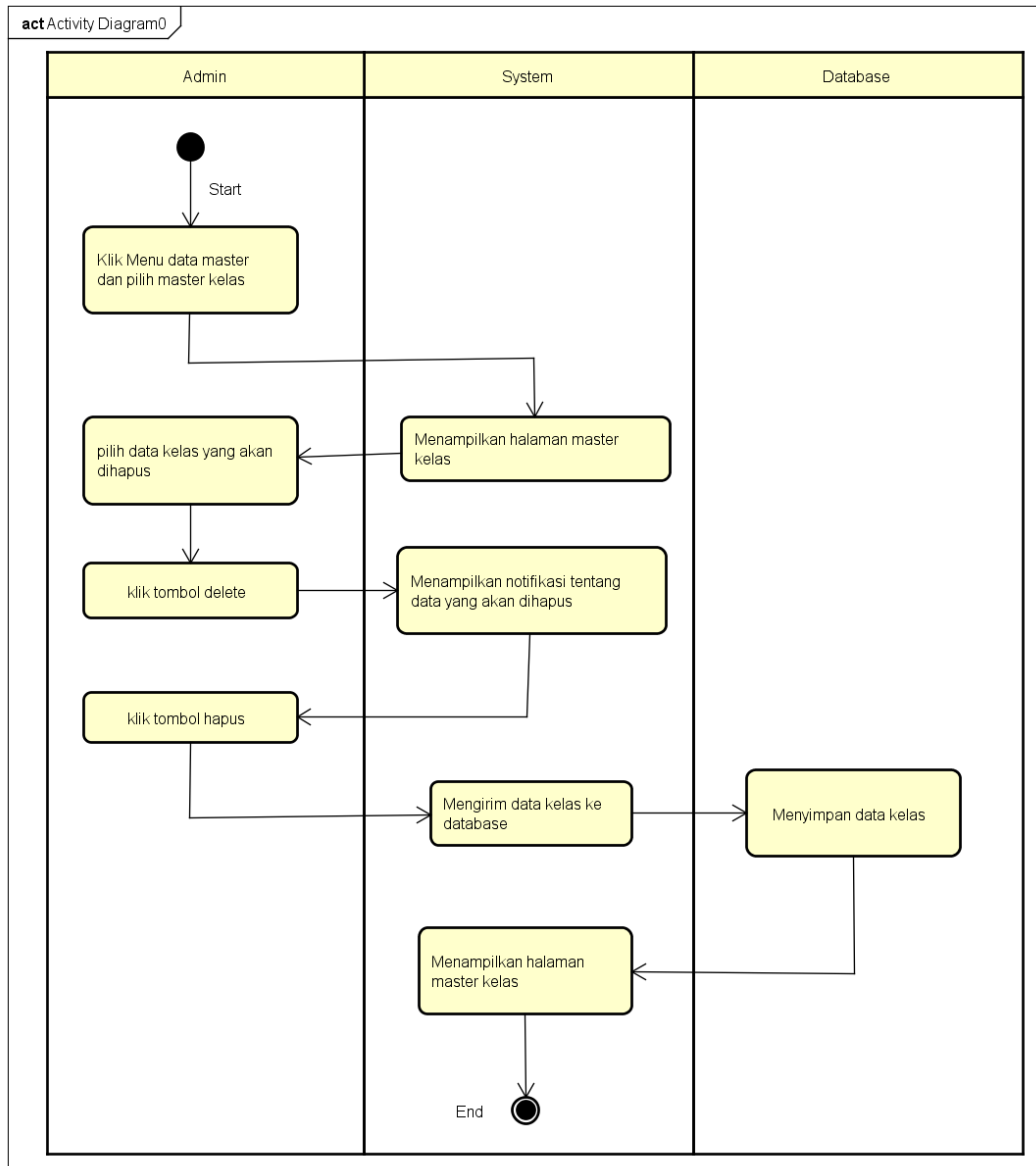 act Activity Diagram0
Admin
System
Database
Start
Klik Menu data master
dan pilih master kelas
Menampilkan halaman master
kelas
pilih data kelas yang akan
dihapus
klik tombol delete
Menampilkan notifikasi tentang
data yang akan dihapus
klik tombol hapus
Mengirim data kelas ke
database
Menyimpan data kelas
Menampilkan halaman
master kelas
End